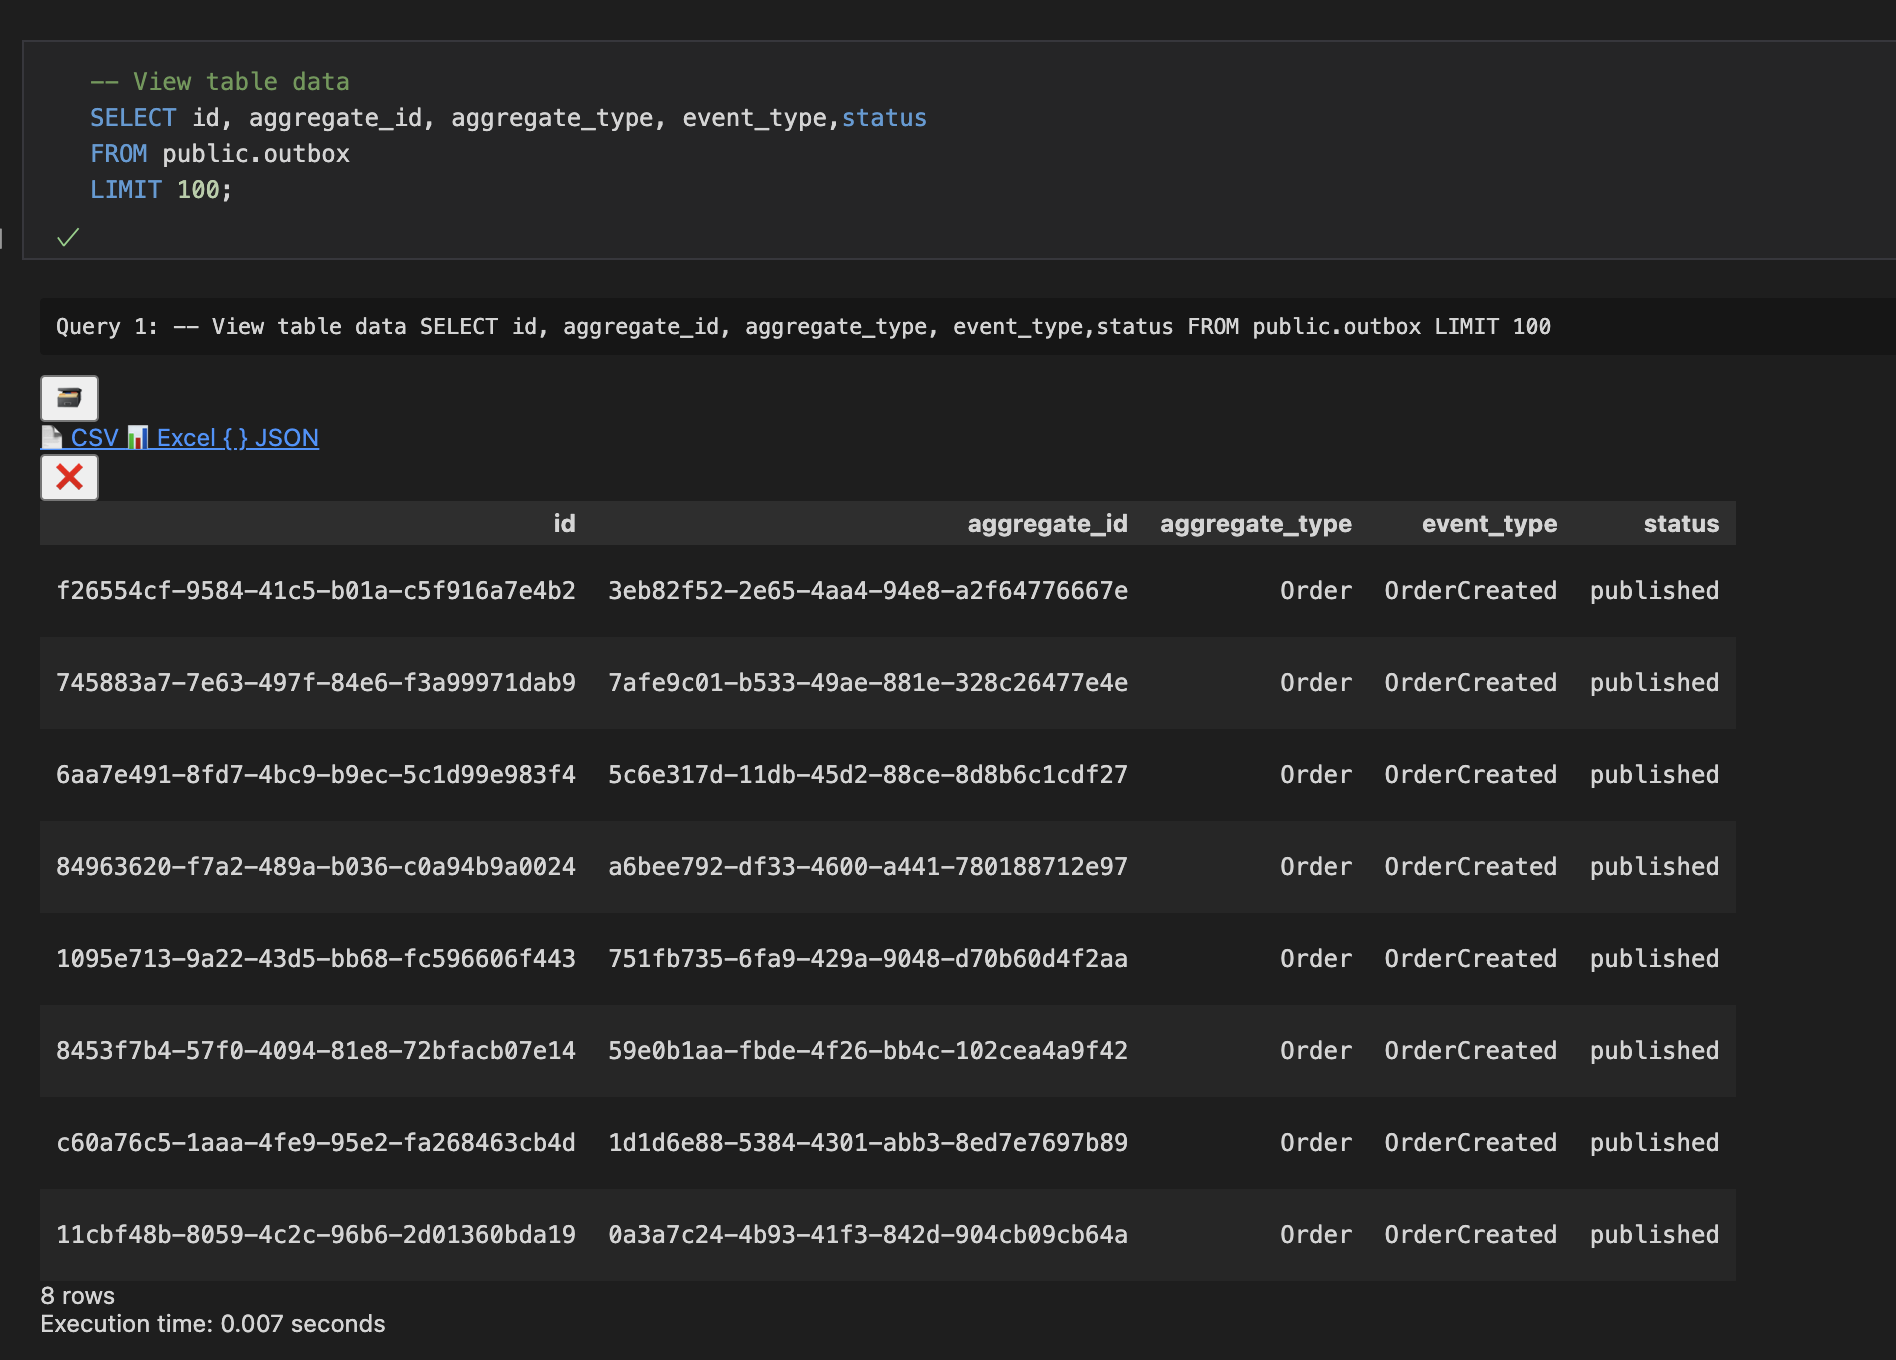 -- View table data
SELECT id, aggregate_id, aggregate_type, event_type,status
FROM public.outbox
LIMIT 100;
Query 1: -- View table data SELECT id, aggregate_id, aggregate_type, event_type,status FROM public.outbox LIMIT 100
CSV Excel { } JSON
id aggregate_id aggregate_type event_type status
f26554cf-9584-41c5-b01a-c5f916a7e4b2 3eb82f52-2e65-4aa4-94e8-a2f64776667e Order OrderCreated published
745883a7-7e63-497f-84e6-f3a99971dab9 7afe9c01-b533-49ae-881e-328c26477e4e Order OrderCreated published
6aa7e491-8fd7-4bc9-b9ec-5c1d99e983f4 5c6e317d-11db-45d2-88ce-8d8b6c1cdf27 Order OrderCreated published
84963620-f7a2-489a-b036-c0a94b9a0024 a6bee792-df33-4600-a441-780188712e97 Order OrderCreated published
1095e713-9a22-43d5-bb68-fc596606f443 751fb735-6fa9-429a-9048-d70b60d4f2aa Order OrderCreated published
8453f7b4-57f0-4094-81e8-72bfacb07e14 59e0b1aa-fbde-4f26-bb4c-102cea4a9f42 Order OrderCreated published
c60a76c5-1aaa-4fe9-95e2-fa268463cb4d 1d1d6e88-5384-4301-abb3-8ed7e7697b89 Order OrderCreated published
11cbf48b-8059-4c2c-96b6-2d01360bda19 0a3a7c24-4b93-41f3-842d-904cb09cb64a Order OrderCreated published
8 rows
Execution time: 0.007 seconds